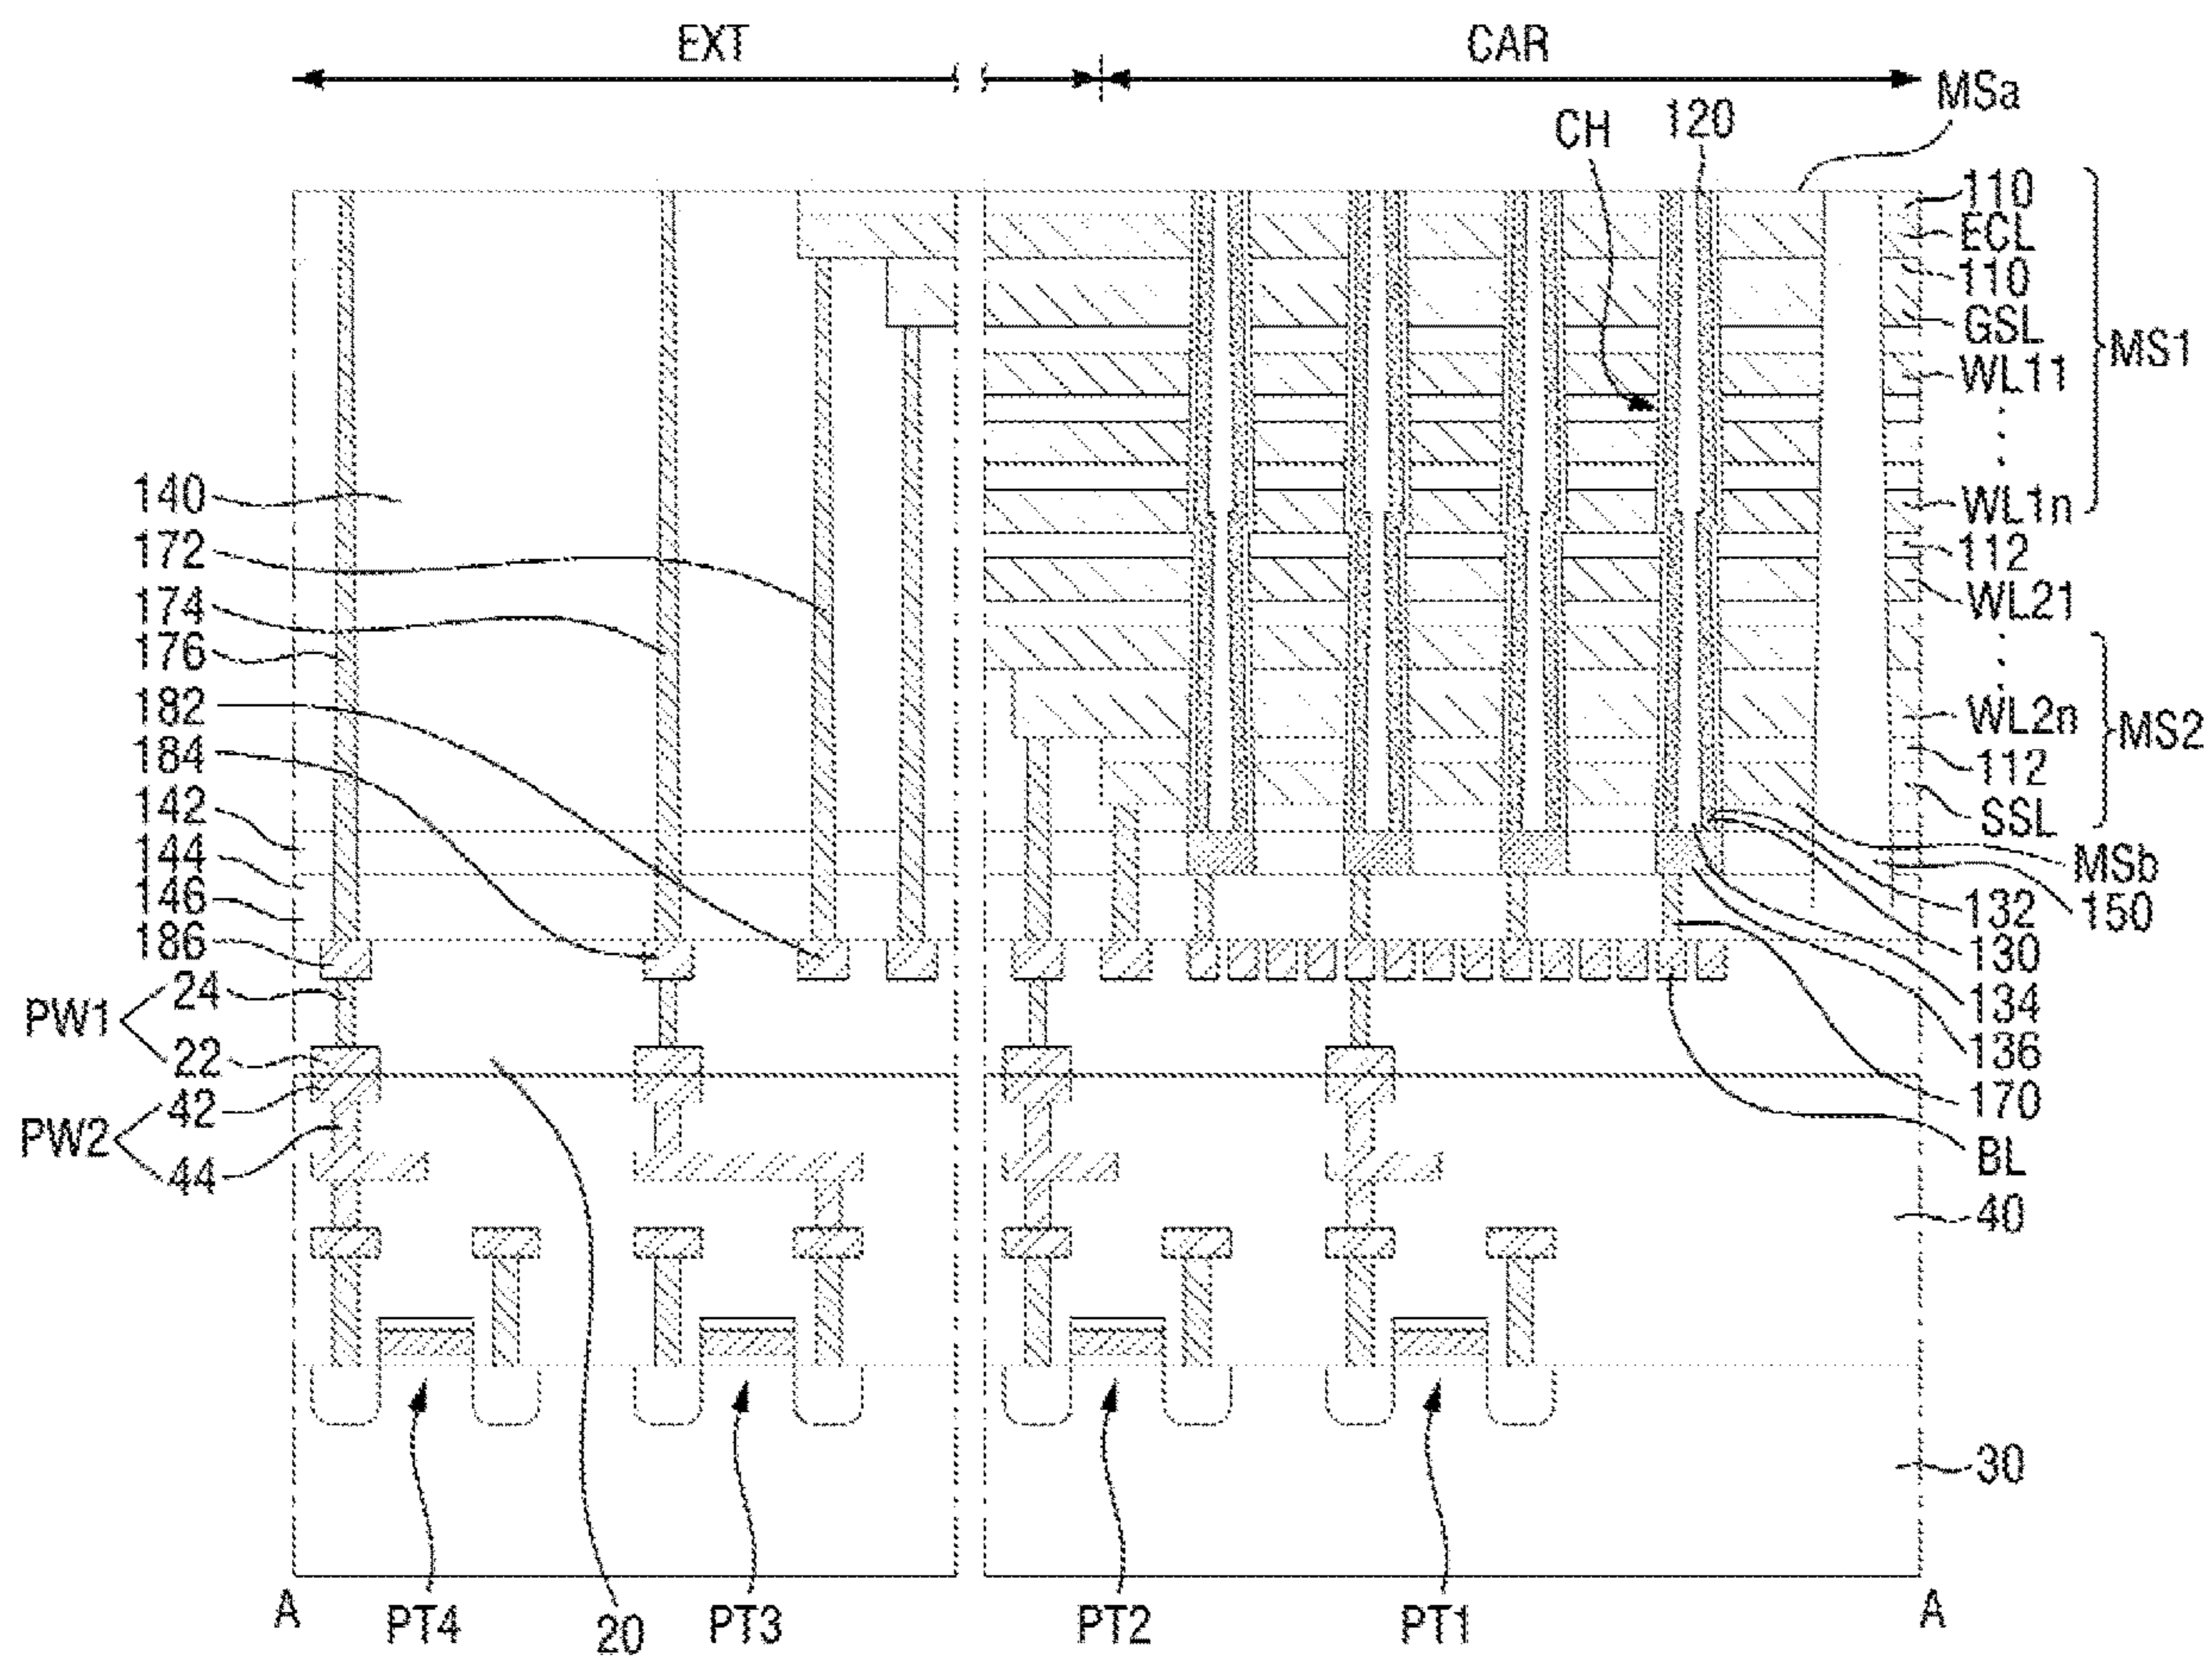 EXT
CAR
MSa
CH
120
110
ECL
110
GSL
MS1
WL11
140
WL1n
172
112
174
WL21
176
182
WL2n
MS2
184
112
142
SSL
144
MSb
146
132
150
186
130
PW1
24
134
22
136
42
170
PW2
44
BL
40
30
A
PT4
20
PT3
PT2
PT1
A